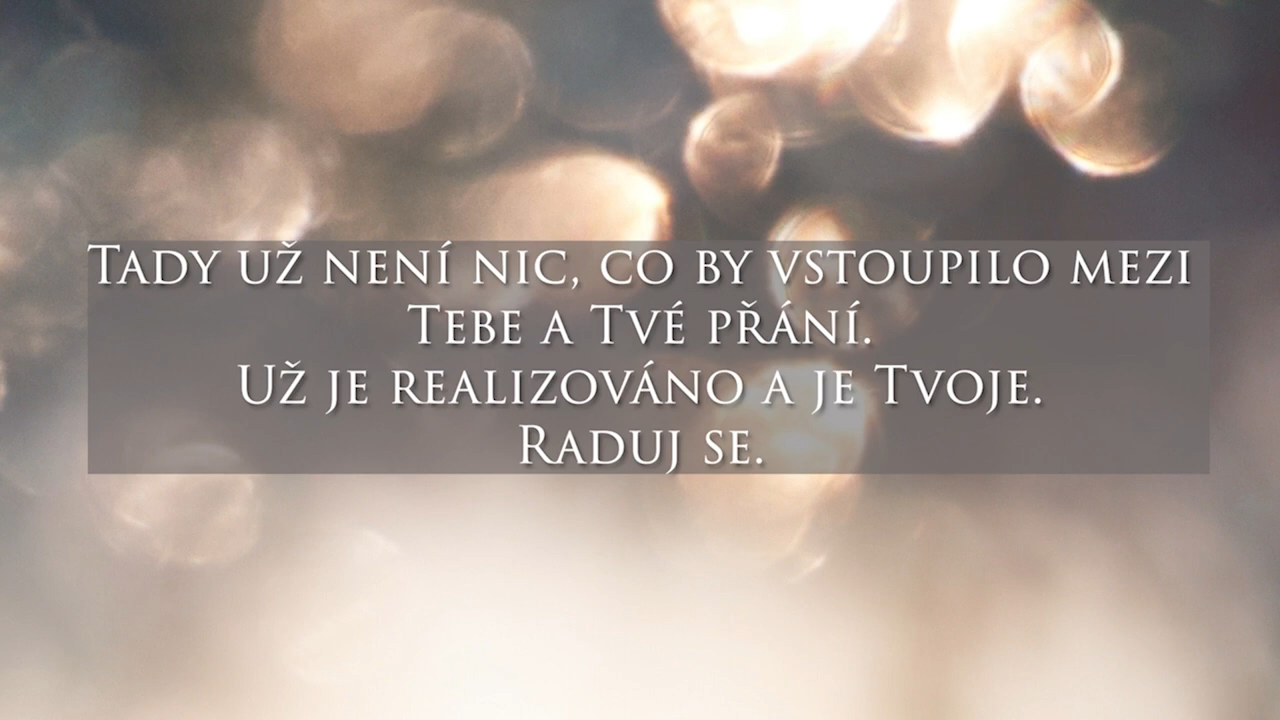 Tady už není nic, co by vstoupilo mezi
Tebe a Tvé přání.
Už je realizováno a je Tvoje.
Raduj se.